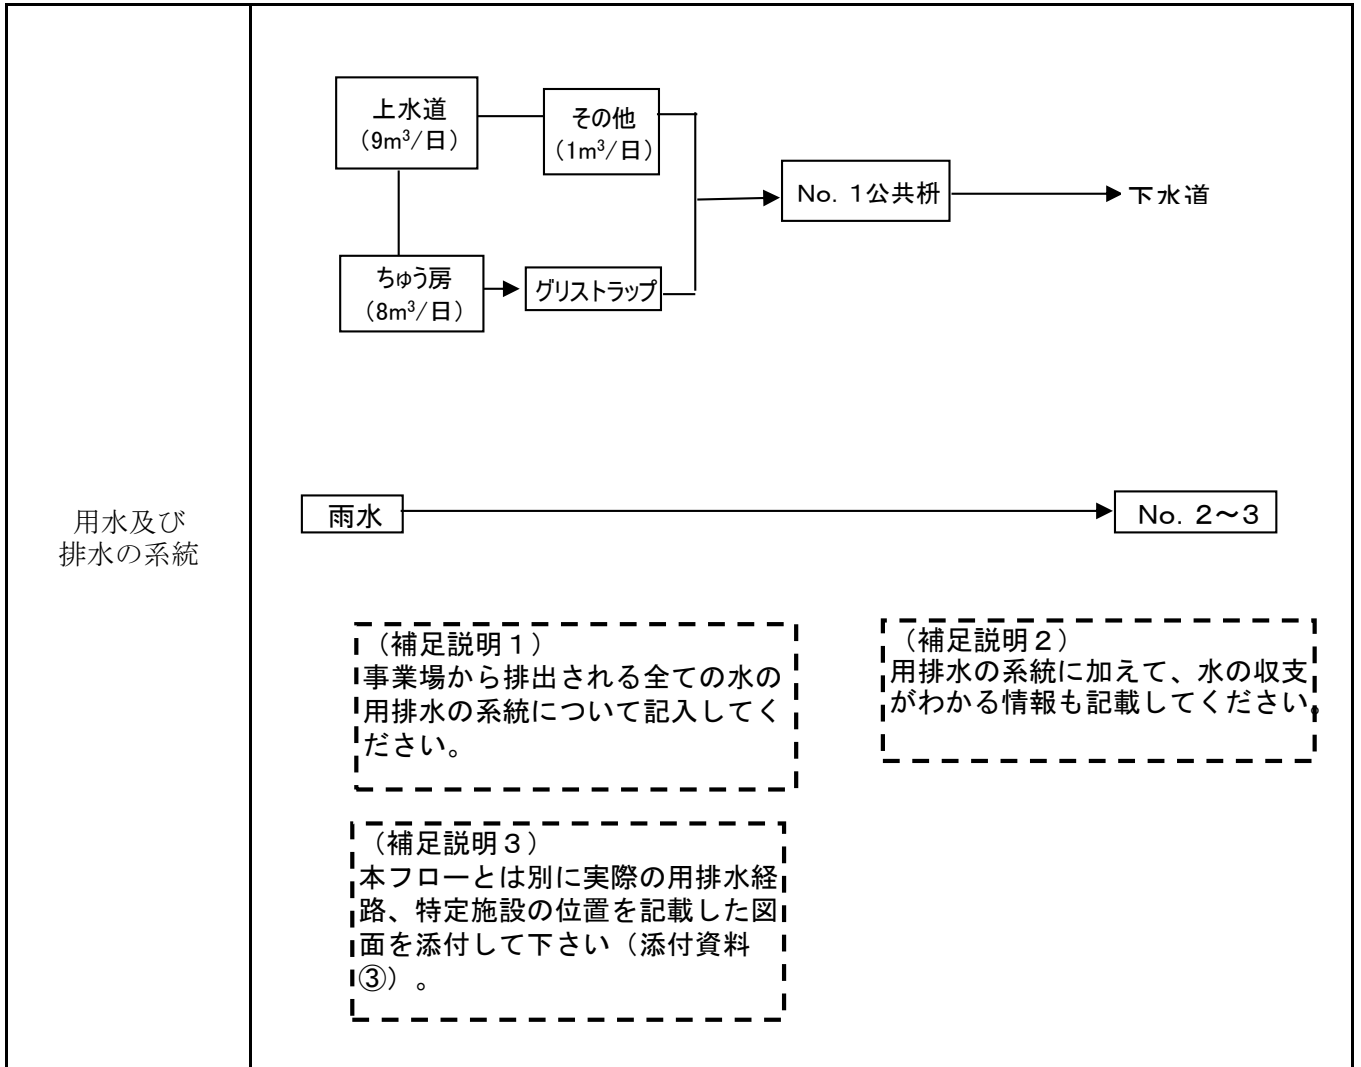 用水及び
排水の系統
上水道
（9m³/日）
その他
（1m³/日）
No. 1公共枡
下水道
ちゅう房
（8m³/日）
グリストラップ
雨水
No. 2～3
（補足説明１）
事業場から排出される全ての水の
用排水の系統について記入してく
ださい。
（補足説明２）
用排水の系統に加えて、水の収支
がわかる情報も記載してください。
（補足説明３）
本フローとは別に実際の用排水経
路、特定施設の位置を記載した図
面を添付して下さい（添付資料
③）。